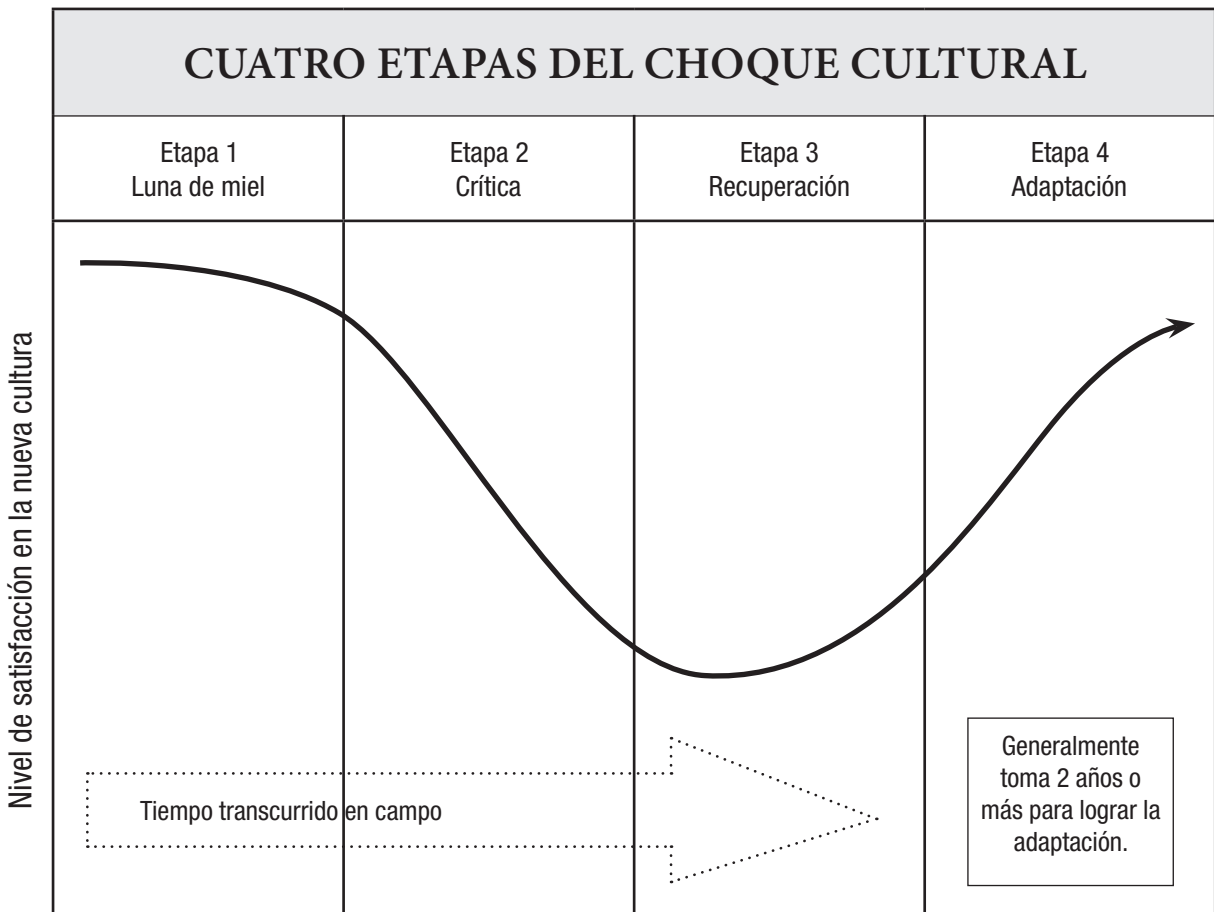 CUATRO ETAPAS DEL CHOQUE CULTURAL
Etapa 1
Luna de miel
Etapa 2
Crítica
Etapa 3
Recuperación
Etapa 4
Adaptación
Nivel de satisfacción en la nueva cultura
Tiempo transcurrido en campo
Generalmente
toma 2 años o
más para lograr la
adaptación.